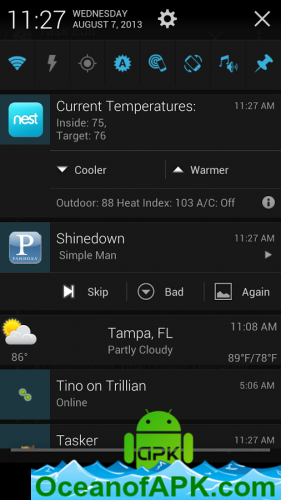 11:27 WEDNESDAY
AUGUST 7, 2013
nest
Current Temperatures: 11:27 AM
Inside: 75,
Target: 76
Cooler Warmer
Outdoor: 88 Heat Index: 103 A/C: Off
P
PANDORA
Shinedown 11:27 AM
Simple Man
Skip Bad Again
Tampa, FL 11:08 AM
86° Partly Cloudy 89°F/78°F
Tino on Trillian 5:06 AM
Online
Tasker 11:27 AM
apk
OceanofAPK.com